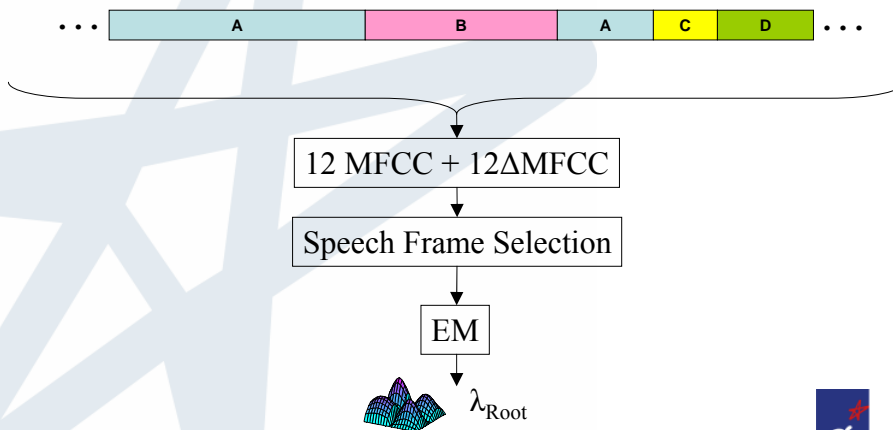 ... A B A C D ...
12 MFCC + 12ΔMFCC
Speech Frame Selection
EM
λRoot